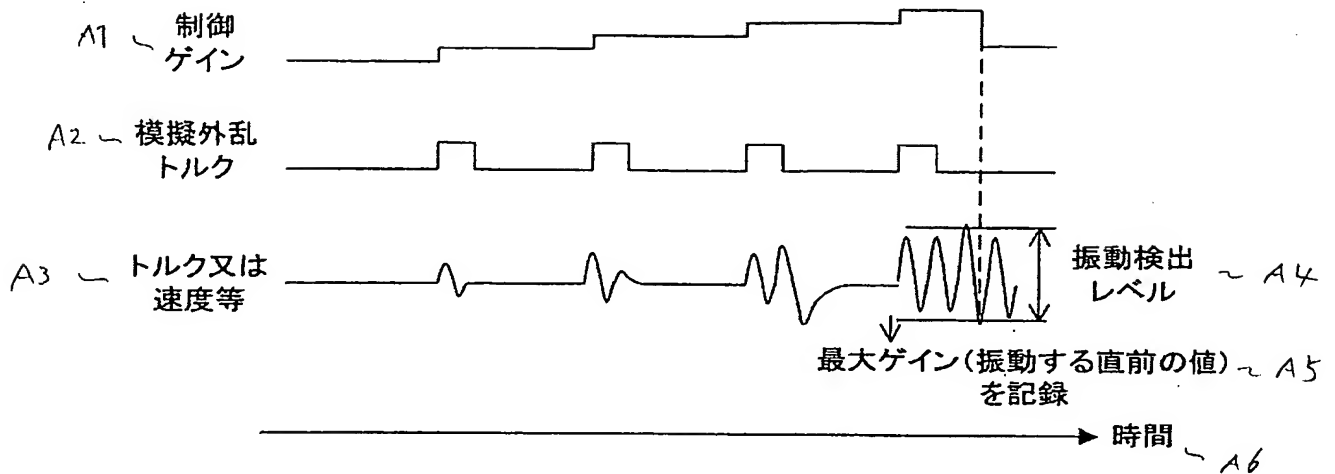 A1 ~ 制御
ゲイン
A2 ~ 模擬外乱
トルク
A3 ~ トルク又は
速度等
振動検出 ~ A4
レベル
最大ゲイン(振動する直前の値) ~ A5
を記録
時間 ~ A6